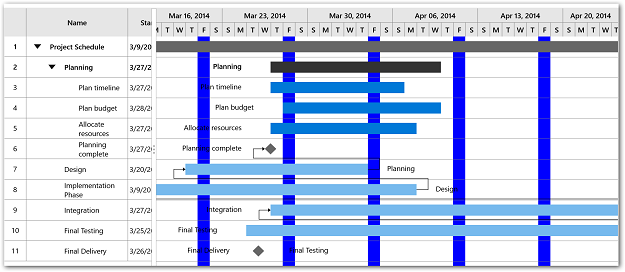 Name Start
Mar 16, 2014 Mar 23, 2014 Mar 30, 2014 Apr 06, 2014 Apr 13, 2014 Apr 20, 2014
M T W T F S S M T W T F S S M T W T F S S M T W T F S S M T W T F S S M T W T
1 Project Schedule 3/9/20
2 Planning 3/27/2 Planning
3 Plan timeline 3/27/2 Plan timeline
4 Plan budget 3/28/2 Plan budget
5 Allocate resources 3/27/2 Allocate resources
6 Planning complete 3/27/2 Planning complete
7 Design 3/20/2 Planning
8 Implementation Phase 3/9/20 Design
9 Integration 3/27/2 Integration
10 Final Testing 3/25/2 Final Testing
11 Final Delivery 3/26/2 Final Delivery Final Testing